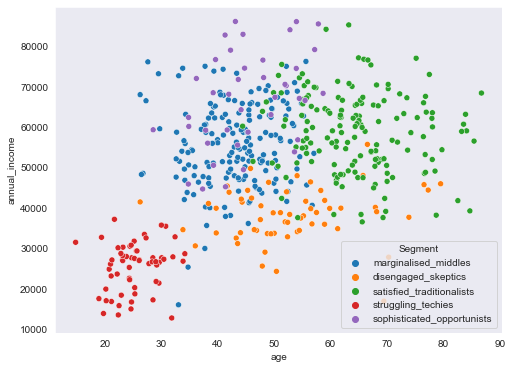 80000
70000
60000
50000
40000
30000
20000
10000
annual_income
20 30 40 50 60 70 80 90
age
Segment
marginalised_middles
disengaged_skeptics
satisfied_traditionalists
struggling_techies
sophisticated_opportunists